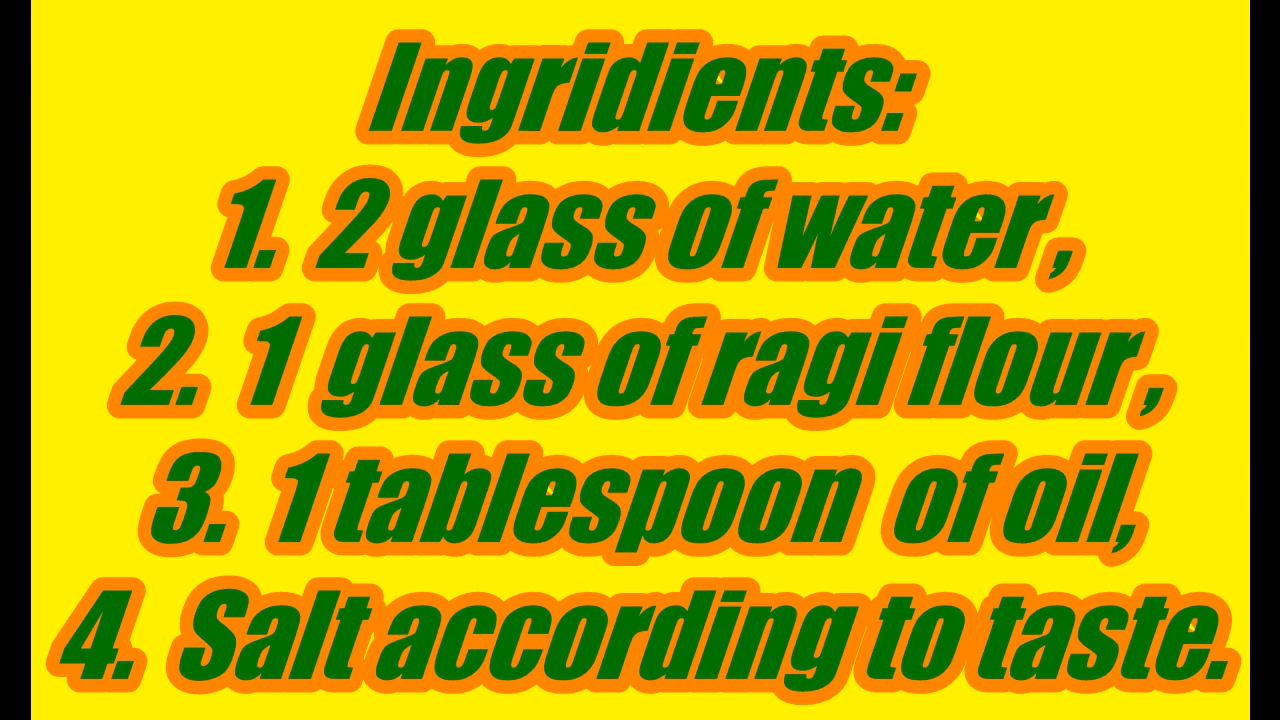 Ingridients:
1. 2 glass of water,
2. 1 glass of ragi flour,
3. 1 tablespoon of oil,
4. Salt according to taste.